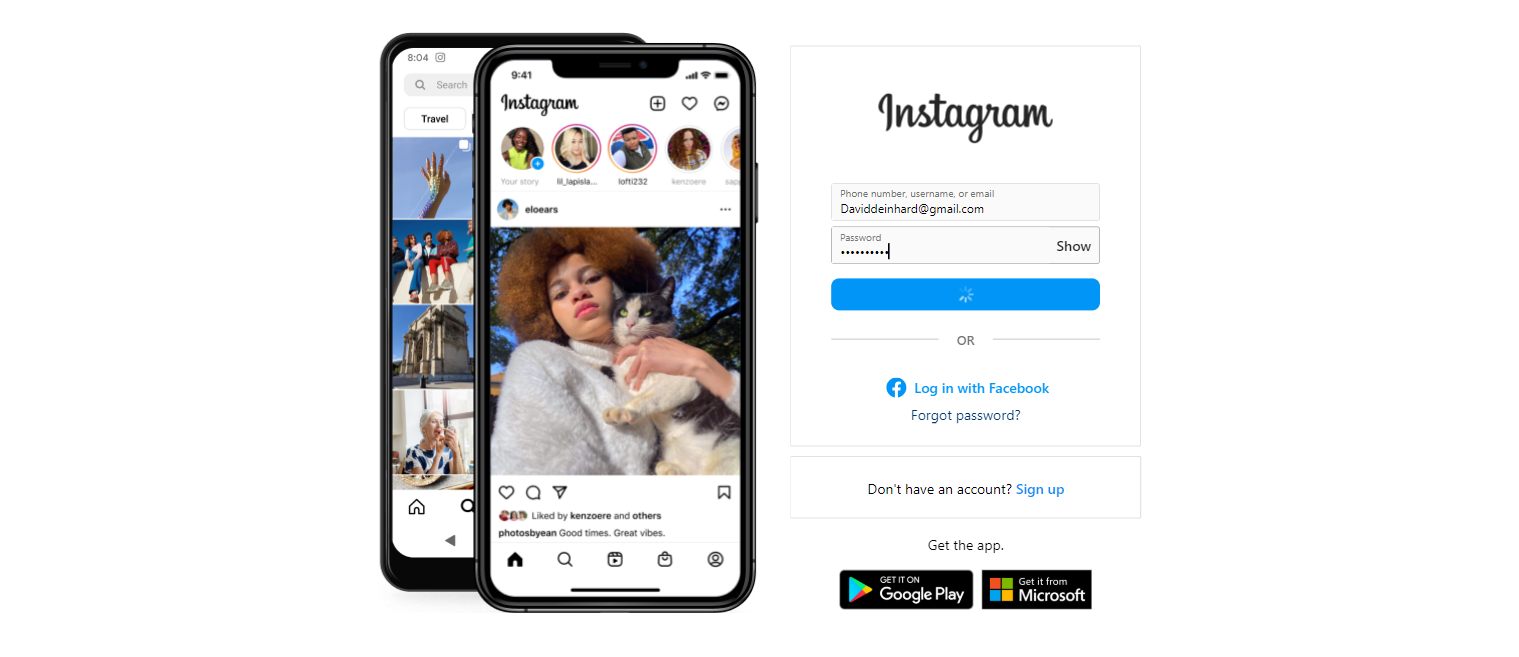 8:04
Search
Travel
9:41
Instagram
Your story
lil_lapisla...
lofti232
kenzoere
sap
eloears
Liked by kenzoere and others
photosbyean Good times. Great vibes.
Instagram
Phone number, username, or email
Daviddeinhard@gmail.com
Password
••••••••••
Show
OR
Log in with Facebook
Forgot password?
Don't have an account? Sign up
Get the app.
GET IT ON
Google Play
Get it from
Microsoft